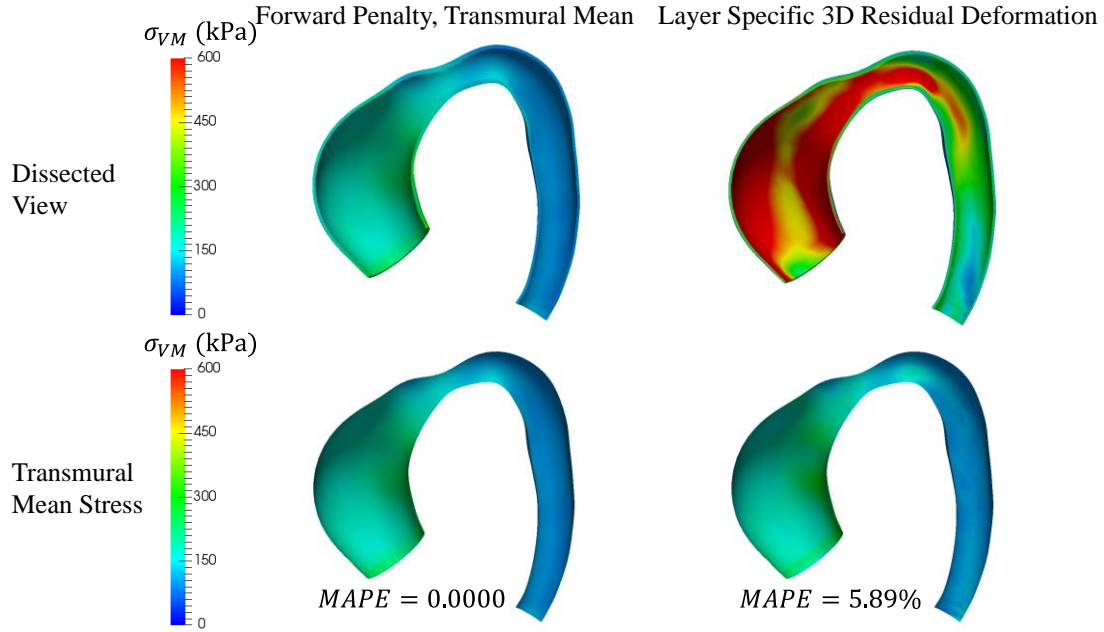 Forward Penalty, Transmural Mean
Layer Specific 3D Residual Deformation
σ_VM (kPa)
600
450
300
150
0
Dissected
View
σ_VM (kPa)
600
450
300
150
0
Transmural
Mean Stress
MAPE = 0.0000
MAPE = 5.89%